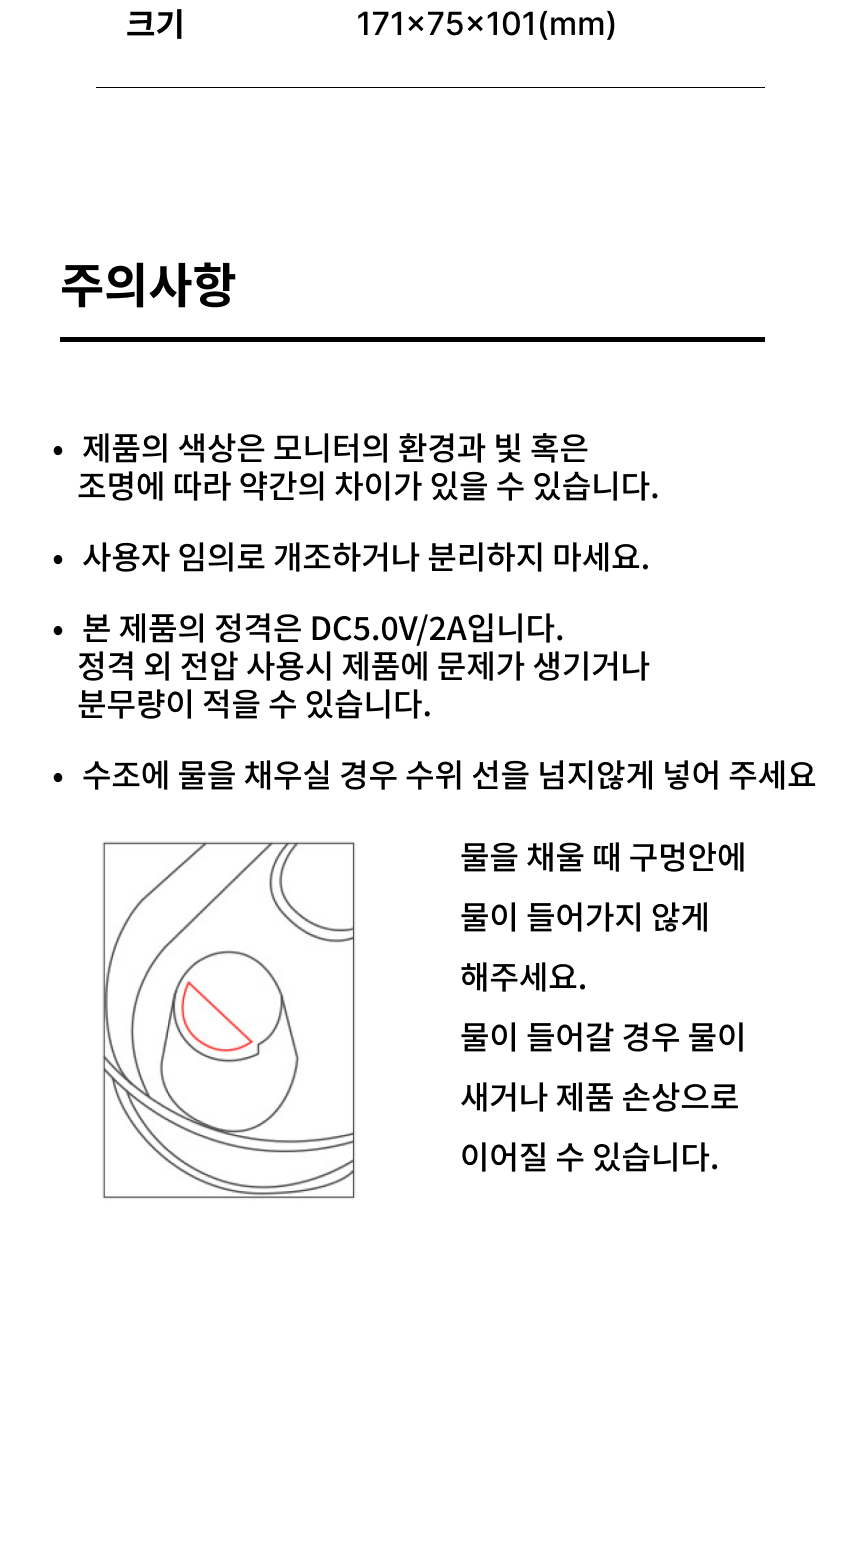 크기 171×75×101(mm)
주의사항
• 제품의 색상은 모니터의 환경과 빛 혹은
조명에 따라 약간의 차이가 있을 수 있습니다.
• 사용자 임의로 개조하거나 분리하지 마세요.
• 본 제품의 정격은 DC5.0V/2A입니다.
정격 외 전압 사용시 제품에 문제가 생기거나
분무량이 적을 수 있습니다.
• 수조에 물을 채우실 경우 수위 선을 넘지않게 넣어 주세요
물을 채울 때 구멍안에
물이 들어가지 않게
해주세요.
물이 들어갈 경우 물이
새거나 제품 손상으로
이어질 수 있습니다.